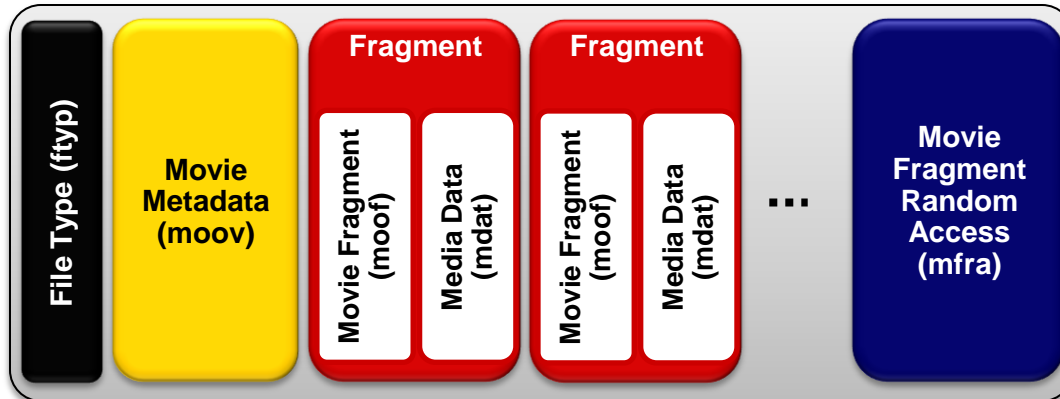 File Type (ftyp)
Movie
Metadata
(moov)
Fragment
Movie Fragment
(moof)
Media Data
(mdat)
Fragment
Movie Fragment
(moof)
Media Data
(mdat)
...
Movie
Fragment
Random
Access
(mfra)